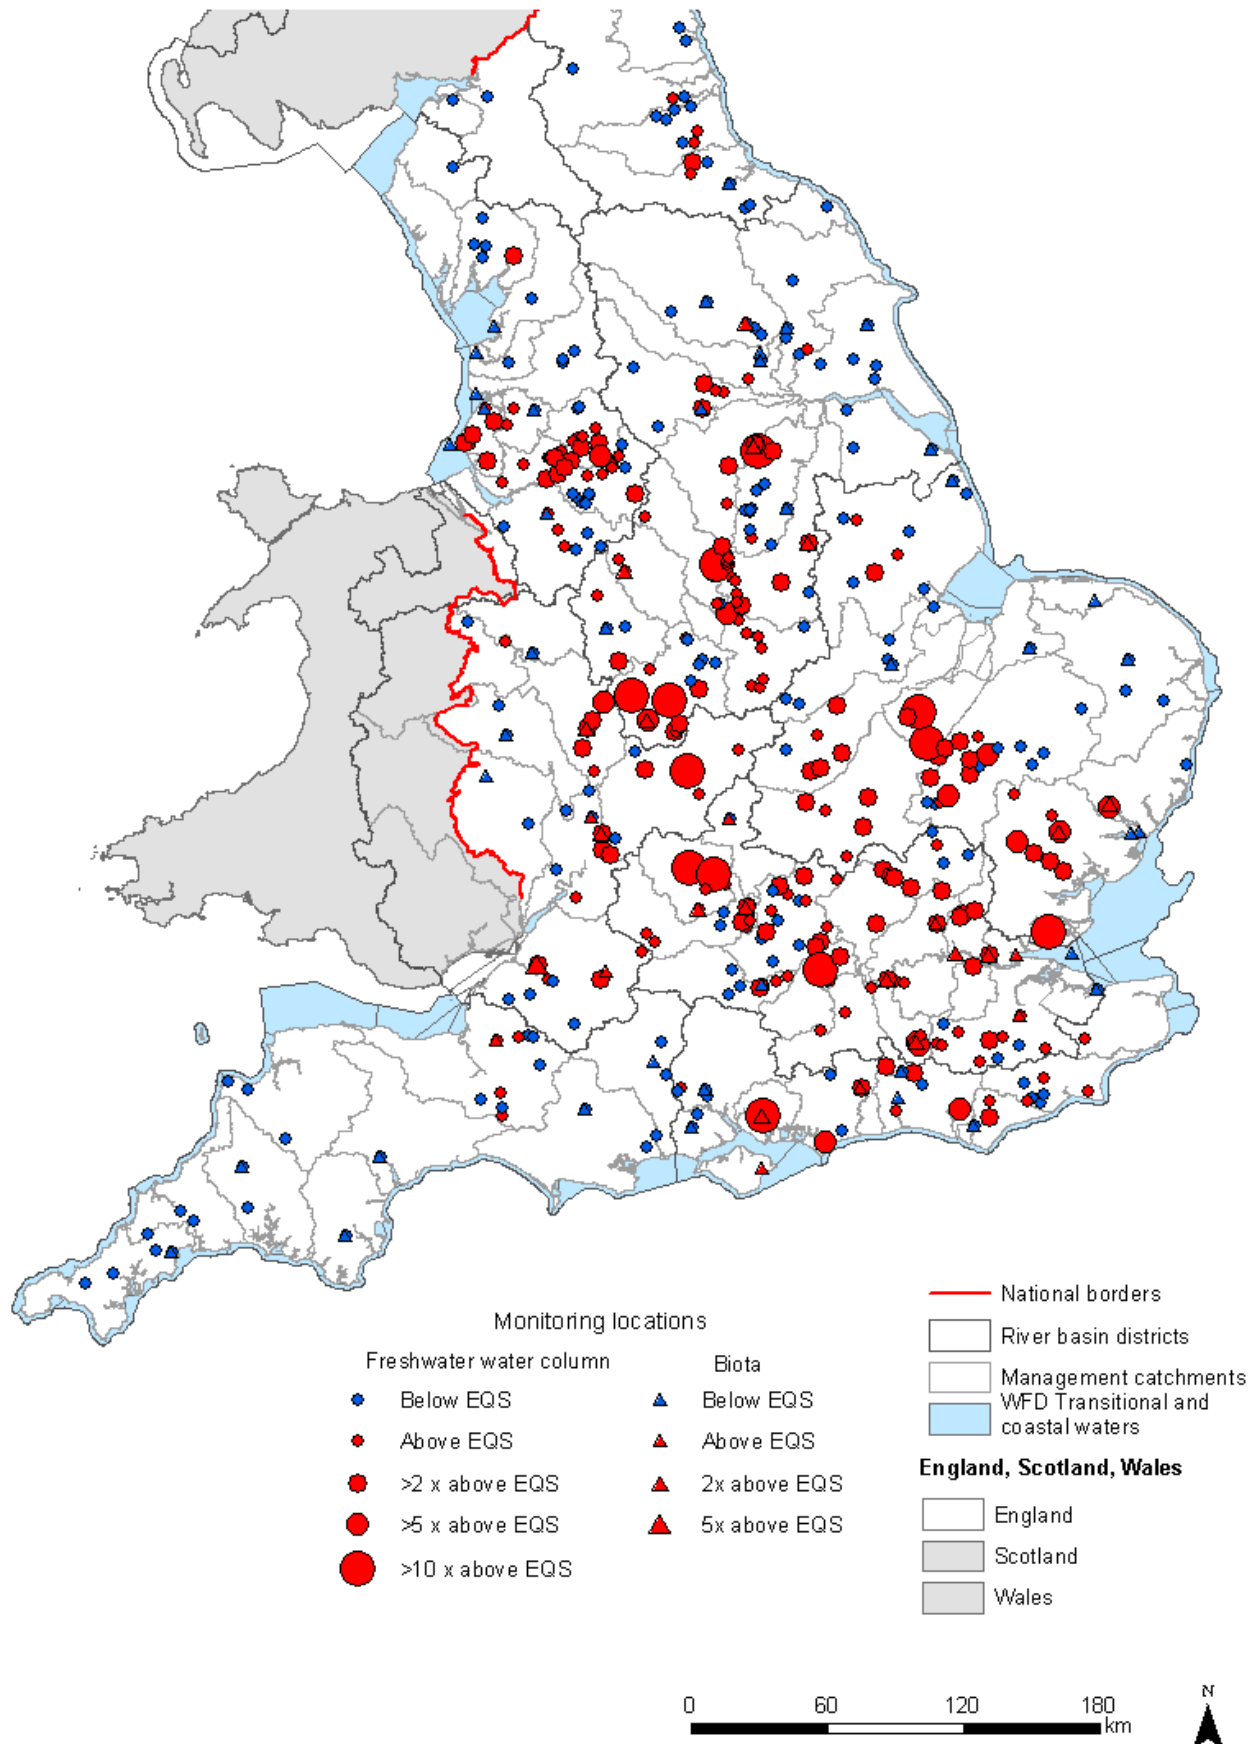 Monitoring locations
Freshwater water column
Below EQS
Above EQS
>2 x above EQS
>5 x above EQS
>10 x above EQS
Biota
Below EQS
Above EQS
2x above EQS
5x above EQS
National borders
River basin districts
Management catchments
WFD Transitional and
coastal waters
England, Scotland, Wales
England
Scotland
Wales
0 60 120 180
km
N